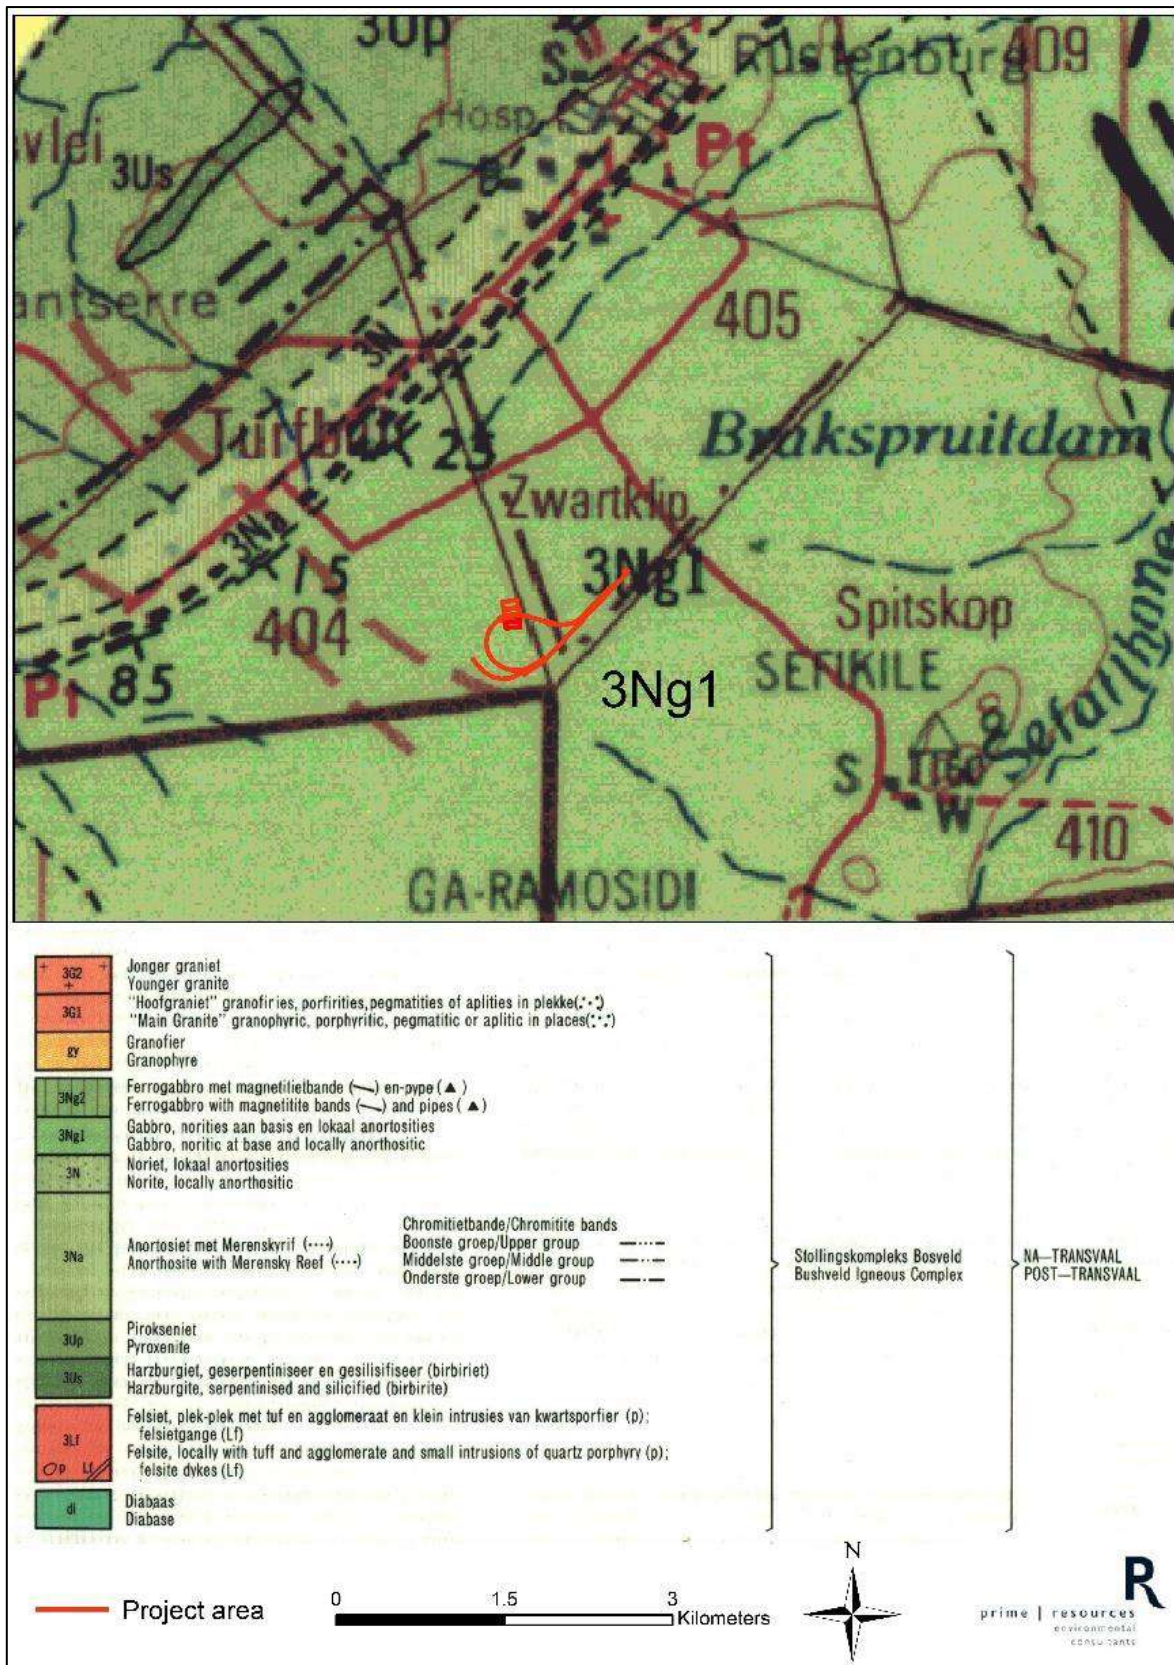 3Up
S
Rustenburg
409
Hosp
vlei
3Us
B
Pt
antserre
3N
405
Brakspruitdam
25
Zwartklip
3Na
15
3Ng1
404
Spitskop
SEFIKILE
3Ng1
Pt
85
S
1160
W
410
GA-RAMOSIDI
3G2
Jonger graniet
Younger granite
3G1
"Hoofgraniet" granofiries, porfirities, pegmatities of aplities in plekke
"Main Granite" granophyric, porphyritic, pegmatitic or aplitic in places
gy
Granofier
Granophyre
3Ng2
Ferrogabbro met magnetitietbande ( ) en-pype (▲)
Ferrogabbro with magnetitite bands ( ) and pipes (▲)
3Ng1
Gabbro, norities aan basis en lokaal anortosities
Gabbro, noritic at base and locally anorthositic
3N
Noriet, lokaal anortosities
Norite, locally anorthositic
3Na
Anortosiet met Merenskyrif (····)
Anorthosite with Merensky Reef (····)
Chromitietbande/Chromitite bands
Boonste groep/Upper group
Middelste groep/Middle group
Onderste groep/Lower group
Stollingskompleks Bosveld
Bushveld Igneous Complex
NA—TRANSVAAL
POST—TRANSVAAL
3Up
Pirokseniet
Pyroxenite
3Us
Harzburgiet, geserpentiniseer en gesilisifiseer (birbiriet)
Harzburgite, serpentinised and silicified (birbirite)
3Lf
Felsiet, plek-plek met tuf en agglomeraat en klein intrusies van kwartsporfier (p);
felsietgange (Lf)
Felsite, locally with tuff and agglomerate and small intrusions of quartz porphyry (p);
felsite dykes (Lf)
p Lf
di
Diabaas
Diabase
Project area
0 1.5 3
Kilometers
N
R
prime | resources
environmental
consultants